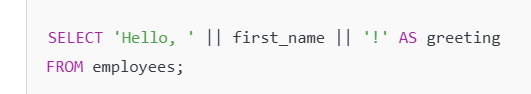 SELECT 'Hello, ' || first_name || '!' AS greeting
FROM employees;